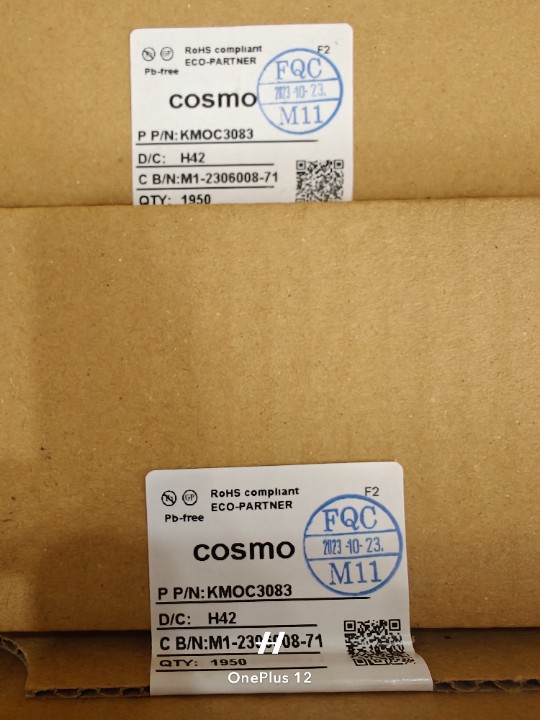 RoHS compliant
ECO-PARTNER
F2
Pb-free
cosmo
FQC
2023-10-23.
M11
P P/N: KMOC3083
D/C: H42
C B/N: M1-2306008-71
QTY: 1950
RoHS compliant
ECO-PARTNER
F2
GP
Pb-free
cosmo
FQC
2023-10-23.
M11
P P/N: KMOC3083
D/C: H42
C B/N:
QTY: 1950
OnePlus 12